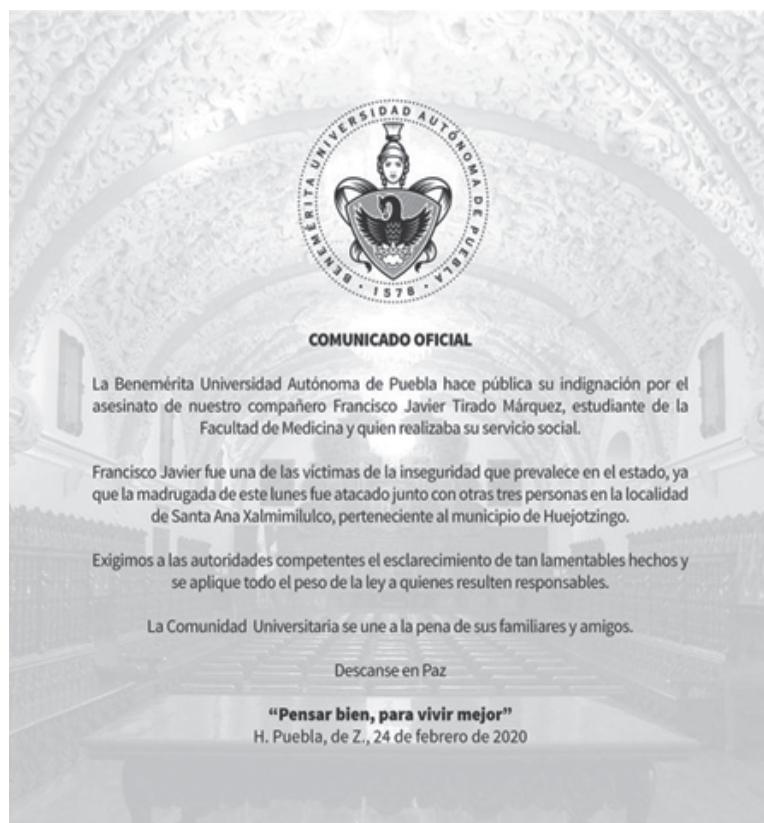 BENEMÉRITA UNIVERSIDAD AUTÓNOMA DE PUEBLA
· 1578 ·
COMUNICADO OFICIAL
La Benemérita Universidad Autónoma de Puebla hace pública su indignación por el
asesinato de nuestro compañero Francisco Javier Tirado Márquez, estudiante de la
Facultad de Medicina y quien realizaba su servicio social.
Francisco Javier fue una de las víctimas de la inseguridad que prevalece en el estado, ya
que la madrugada de este lunes fue atacado junto con otras tres personas en la localidad
de Santa Ana Xalmimilulco, perteneciente al municipio de Huejotzingo.
Exigimos a las autoridades competentes el esclarecimiento de tan lamentables hechos y
se aplique todo el peso de la ley a quienes resulten responsables.
La Comunidad Universitaria se une a la pena de sus familiares y amigos.
Descanse en Paz
“Pensar bien, para vivir mejor”
H. Puebla, de Z., 24 de febrero de 2020